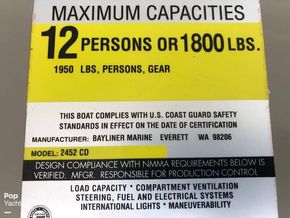 MAXIMUM CAPACITIES
12 PERSONS OR 1800 LBS.
1950 LBS, PERSONS, GEAR
THIS BOAT COMPLIES WITH U.S. COAST GUARD SAFETY
STANDARDS IN EFFECT ON THE DATE OF CERTIFICATION
MANUFACTURER: BAYLINER MARINE EVERETT WA 98206
MODEL: 2452 CD
DESIGN COMPLIANCE WITH NMMA REQUIREMENTS BELOW IS
VERIFIED. MFGR. RESPONSIBLE FOR PRODUCTION CONTROL
LOAD CAPACITY * COMPARTMENT VENTILATION
STEERING, FUEL AND ELECTRICAL SYSTEMS
INTERNATIONAL LIGHTS * MANEUVERABILITY
Pop
Yacht